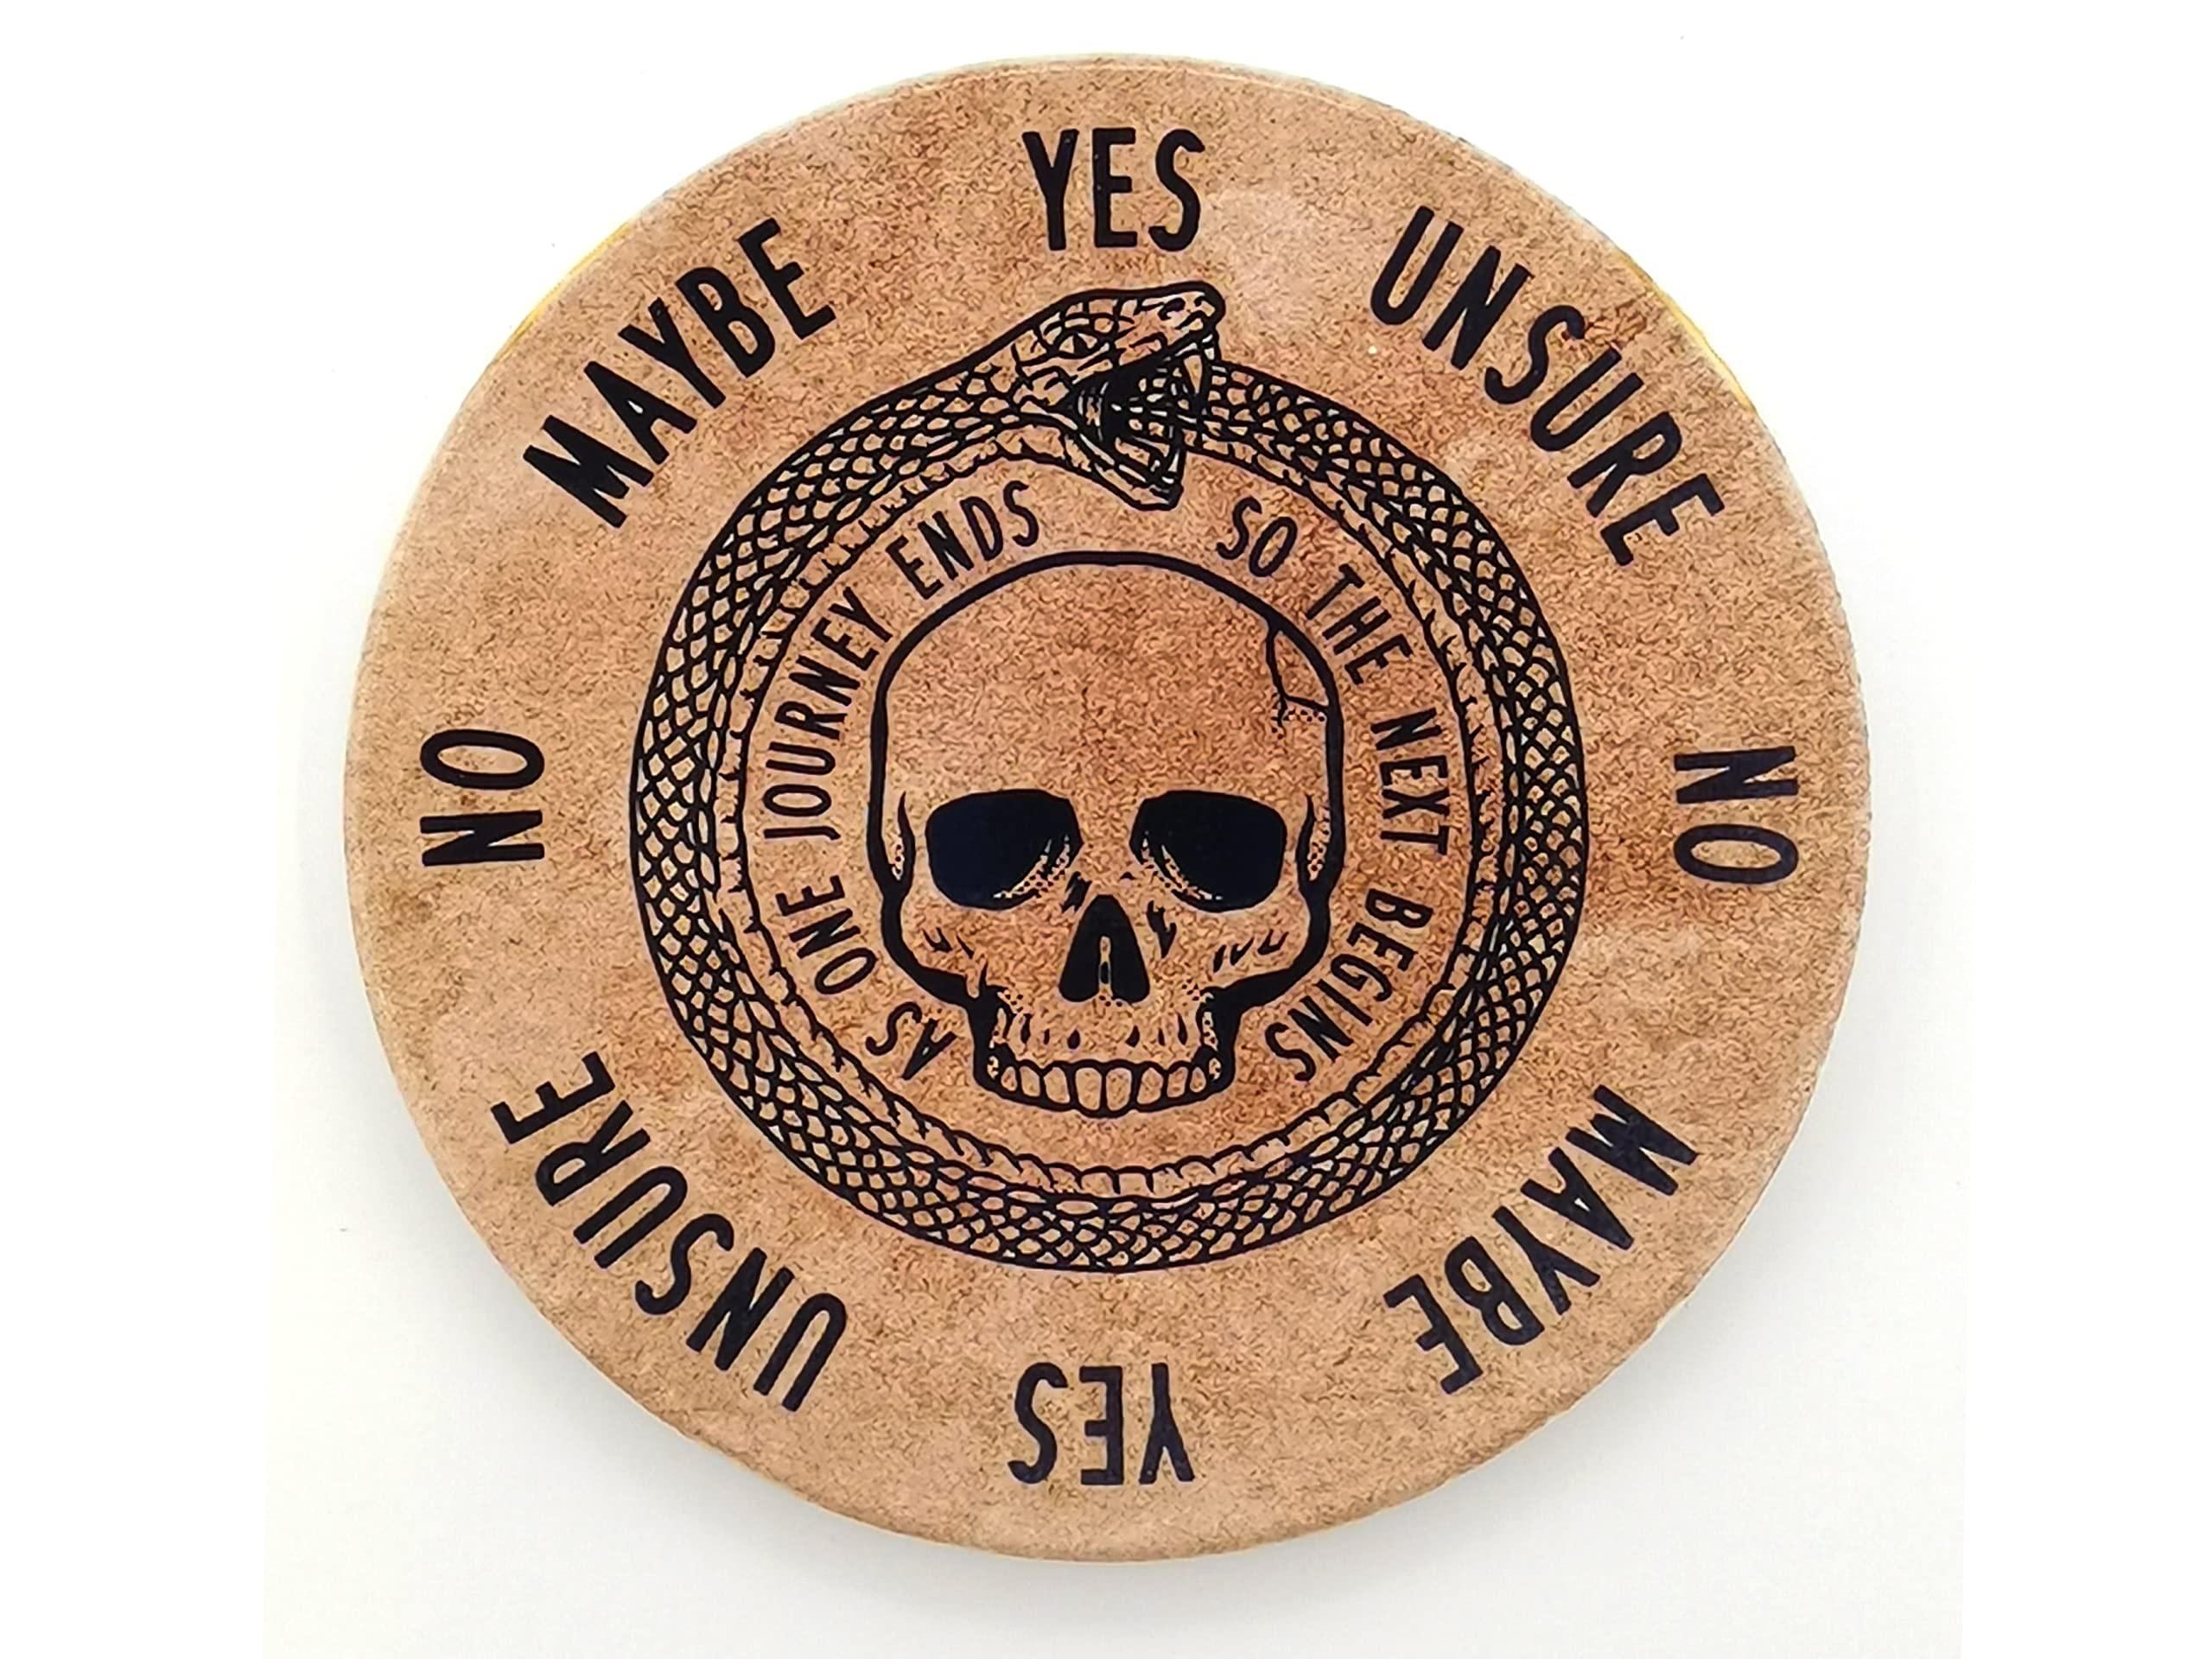 YES
UNSURE
NO
MAYBE
YES
UNSURE
NO
MAYBE
AS ONE JOURNEY ENDS
SO THE NEXT BEGINS